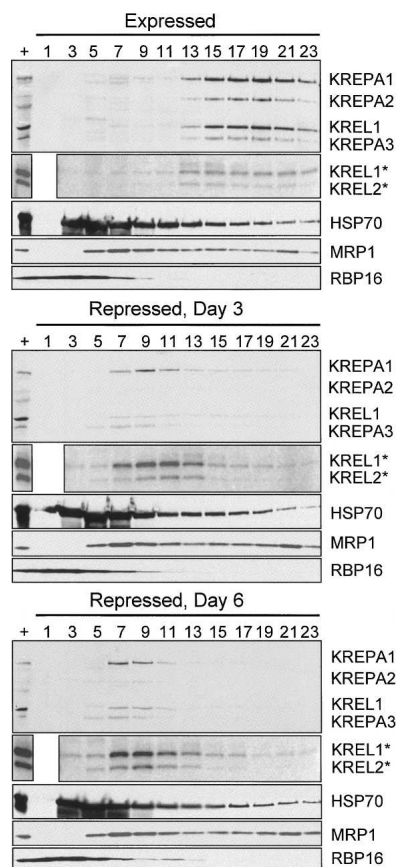 Expressed
+ 1 3 5 7 9 11 13 15 17 19 21 23
KREPA1
KREPA2
KREL1
KREPA3
KREL1*
KREL2*
HSP70
MRP1
RBP16
Repressed, Day 3
+ 1 3 5 7 9 11 13 15 17 19 21 23
KREPA1
KREPA2
KREL1
KREPA3
KREL1*
KREL2*
HSP70
MRP1
RBP16
Repressed, Day 6
+ 1 3 5 7 9 11 13 15 17 19 21 23
KREPA1
KREPA2
KREL1
KREPA3
KREL1*
KREL2*
HSP70
MRP1
RBP16